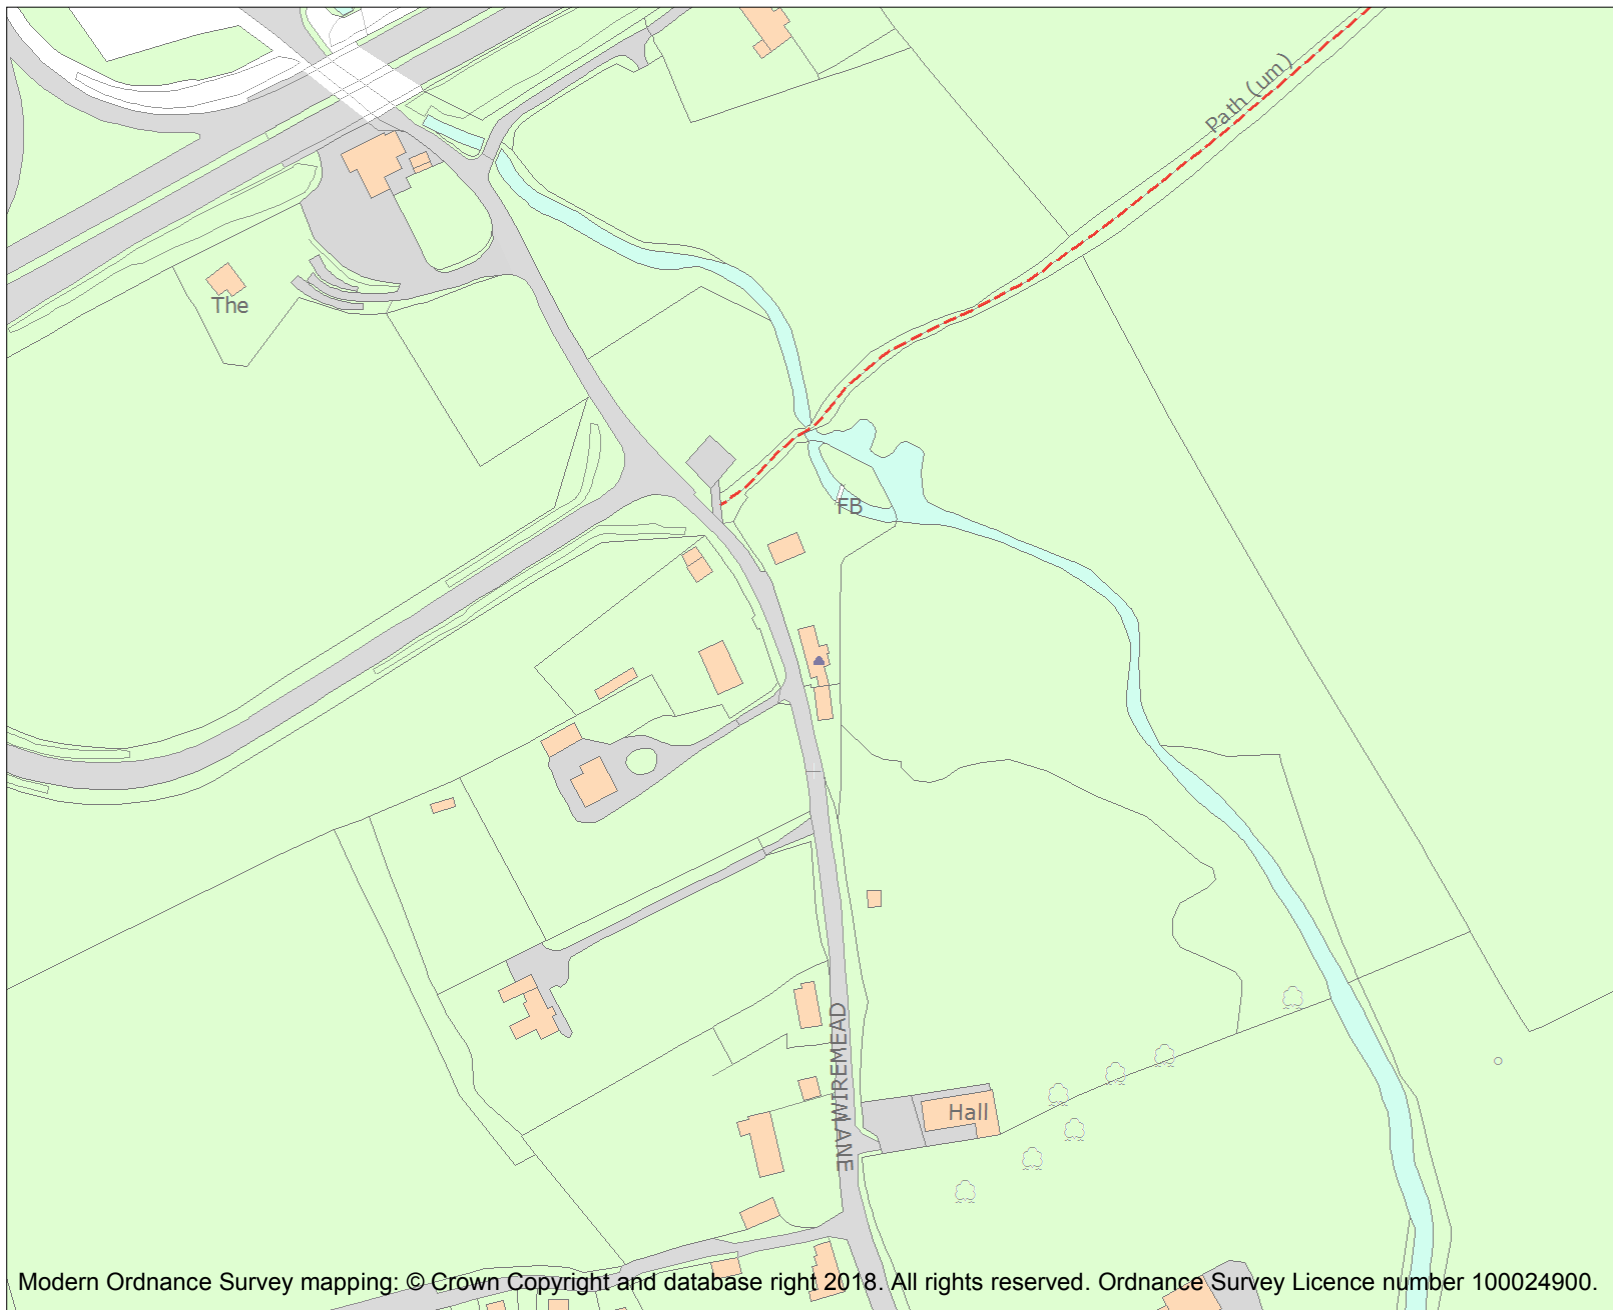 Path (um)
The
FB
ENV WIREMEAD
Hall
Modern Ordnance Survey mapping: © Crown Copyright and database right 2018. All rights reserved. Ordnance Survey Licence number 100024900.